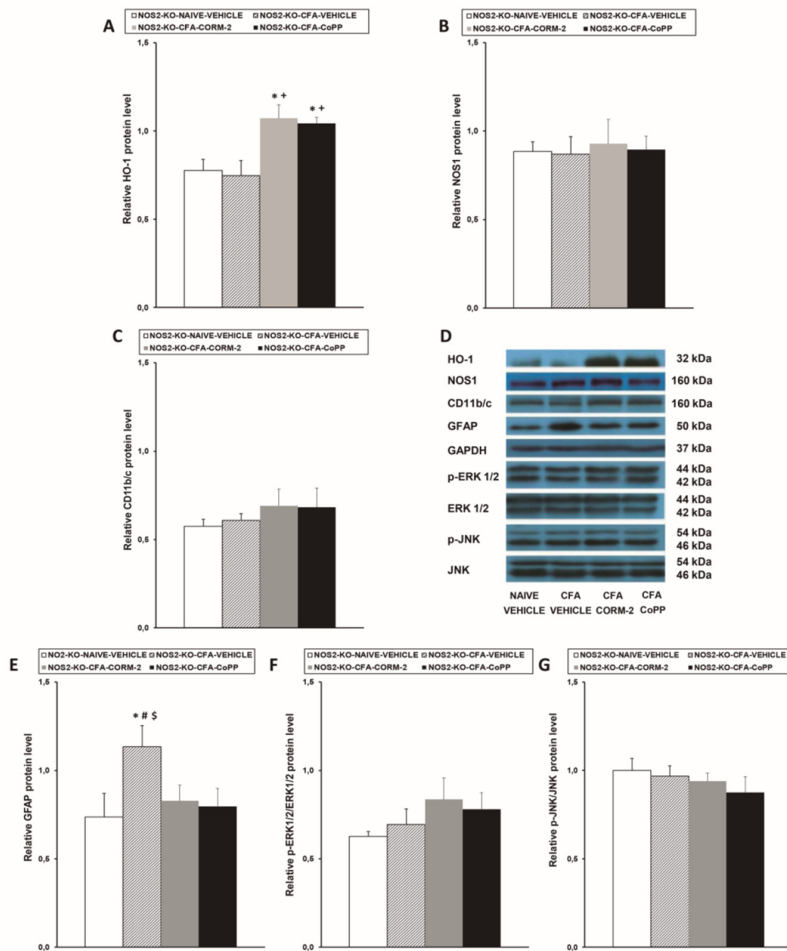 A
NOS2-KO-NAIVE-VEHICLE NOS2-KO-CFA-VEHICLE
NOS2-KO-CFA-CORM-2 NOS2-KO-CFA-CoPP
1,5
1,0
0,5
0,0
Relative HO-1 protein level
* +
* +
B
NOS2-KO-NAIVE-VEHICLE NOS2-KO-CFA-VEHICLE
NOS2-KO-CFA-CORM-2 NOS2-KO-CFA-CoPP
1,5
1,0
0,5
0,0
Relative NOS1 protein level
C
NOS2-KO-NAIVE-VEHICLE NOS2-KO-CFA-VEHICLE
NOS2-KO-CFA-CORM-2 NOS2-KO-CFA-CoPP
1,5
1,0
0,5
0,0
Relative CD11b/c protein level
D
HO-1 32 kDa
NOS1 160 kDa
CD11b/c 160 kDa
GFAP 50 kDa
GAPDH 37 kDa
p-ERK 1/2 44 kDa
42 kDa
ERK 1/2 44 kDa
42 kDa
p-JNK 54 kDa
46 kDa
JNK 54 kDa
46 kDa
NAIVE CFA CFA CFA
VEHICLE VEHICLE CORM-2 CoPP
E
NO2-KO-NAIVE-VEHICLE NOS2-KO-CFA-VEHICLE
NOS2-KO-CFA-CORM-2 NOS2-KO-CFA-CoPP
1,5
1,0
0,5
0,0
Relative GFAP protein level
* # $
F
NOS2-KO-NAIVE-VEHICLE NOS2-KO-CFA-VEHICLE
NOS2-KO-CFA-CORM-2 NOS2-KO-CFA-CoPP
1,5
1,0
0,5
0,0
Relative p-ERK1/2/ERK1/2 protein level
G
NOS2-KO-NAIVE-VEHICLE NOS2-KO-CFA-VEHICLE
NOS2-KO-CFA-CORM-2 NOS2-KO-CFA-CoPP
1,5
1,0
0,5
0,0
Relative p-JNK/JNK protein level